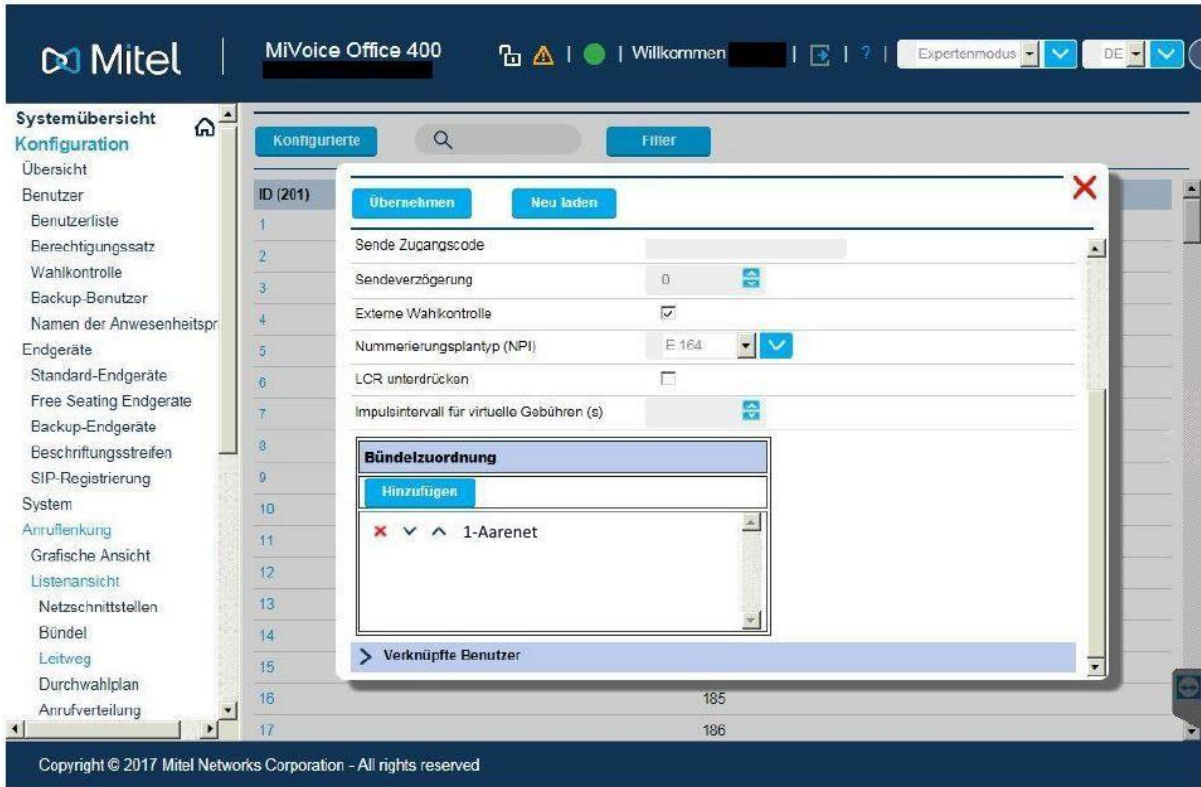 Mitel
MiVoice Office 400
| Willkommen | | ? | Expertenmodus DE
Systemübersicht
Konfiguration
Übersicht
Benutzer
Benutzerliste
Berechtigungssatz
Wahlkontrolle
Backup-Benutzer
Namen der Anwesenheitspr
Endgeräte
Standard-Endgeräte
Free Seating Endgeräte
Backup-Endgeräte
Beschriftungsstreifen
SIP-Registrierung
System
Anruflenkung
Grafische Ansicht
Listenansicht
Netzschnittstellen
Bündel
Leitweg
Durchwahlplan
Anrufverteilung
Konfigurierte Filter
ID (201)
1
2
3
4
5
6
7
8
9
10
11
12
13
14
15
16 185
17 186
Übernehmen Neu laden
Sende Zugangscode
Sendeverzögerung 0
Externe Wahlkontrolle
Nummerierungsplantyp (NPI) E 164
LCR unterdrücken
Impulsintervall für virtuelle Gebühren (s)
Bündelzuordnung
Hinzufügen
1-Aarenet
Verknüpfte Benutzer
Copyright © 2017 Mitel Networks Corporation - All rights reserved